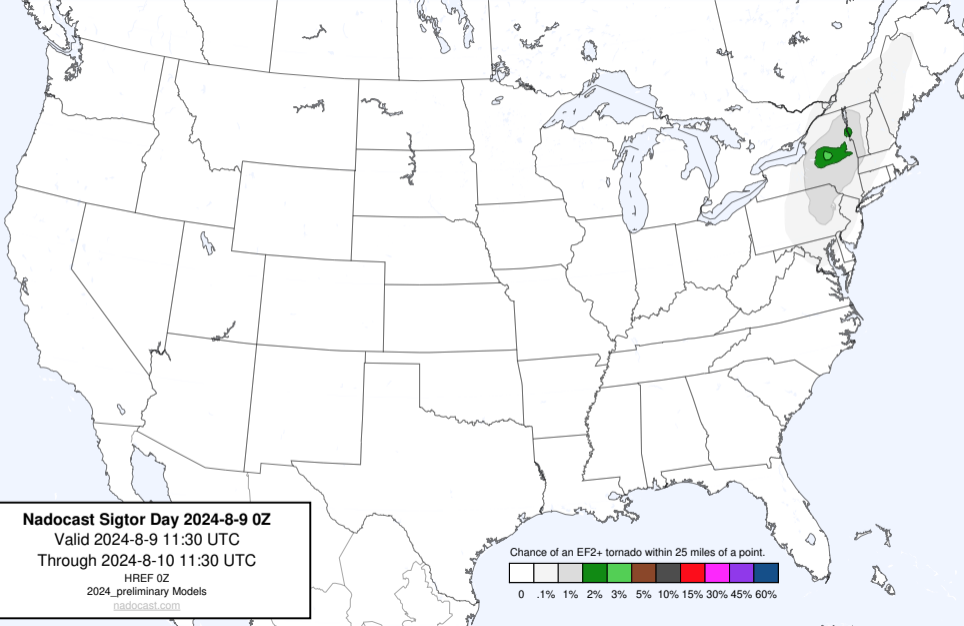 Nadocast Sigtor Day 2024-8-9 0Z
Valid 2024-8-9 11:30 UTC
Through 2024-8-10 11:30 UTC
HREF 0Z
2024_preliminary Models
nadocast.com
Chance of an EF2+ tornado within 25 miles of a point.
0 .1% 1% 2% 3% 5% 10% 15% 30% 45% 60%